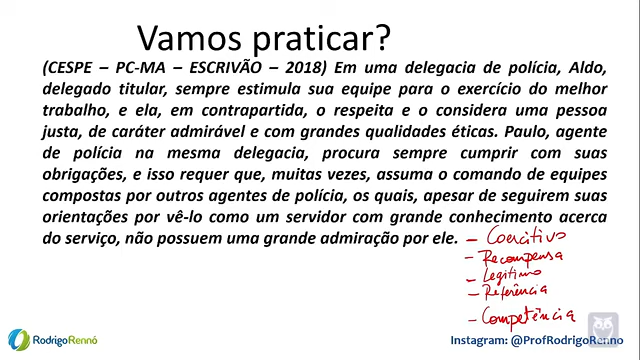 Vamos praticar?
(CESPE – PC-MA – ESCRIVÃO – 2018) Em uma delegacia de polícia, Aldo,
delegado titular, sempre estimula sua equipe para o exercício do melhor
trabalho, e ela, em contrapartida, o respeita e o considera uma pessoa
justa, de caráter admirável e com grandes qualidades éticas. Paulo, agente
de polícia na mesma delegacia, procura sempre cumprir com suas
obrigações, e isso requer que, muitas vezes, assuma o comando de equipes
compostas por outros agentes de polícia, os quais, apesar de seguirem suas
orientações por vê-lo como um servidor com grande conhecimento acerca
do serviço, não possuem uma grande admiração por ele.
– Coercitivo
– Recompensa
– Legítimo
– Referência
– Competência
RodrigoRennó
Instagram: @ProfRodrigoRenno